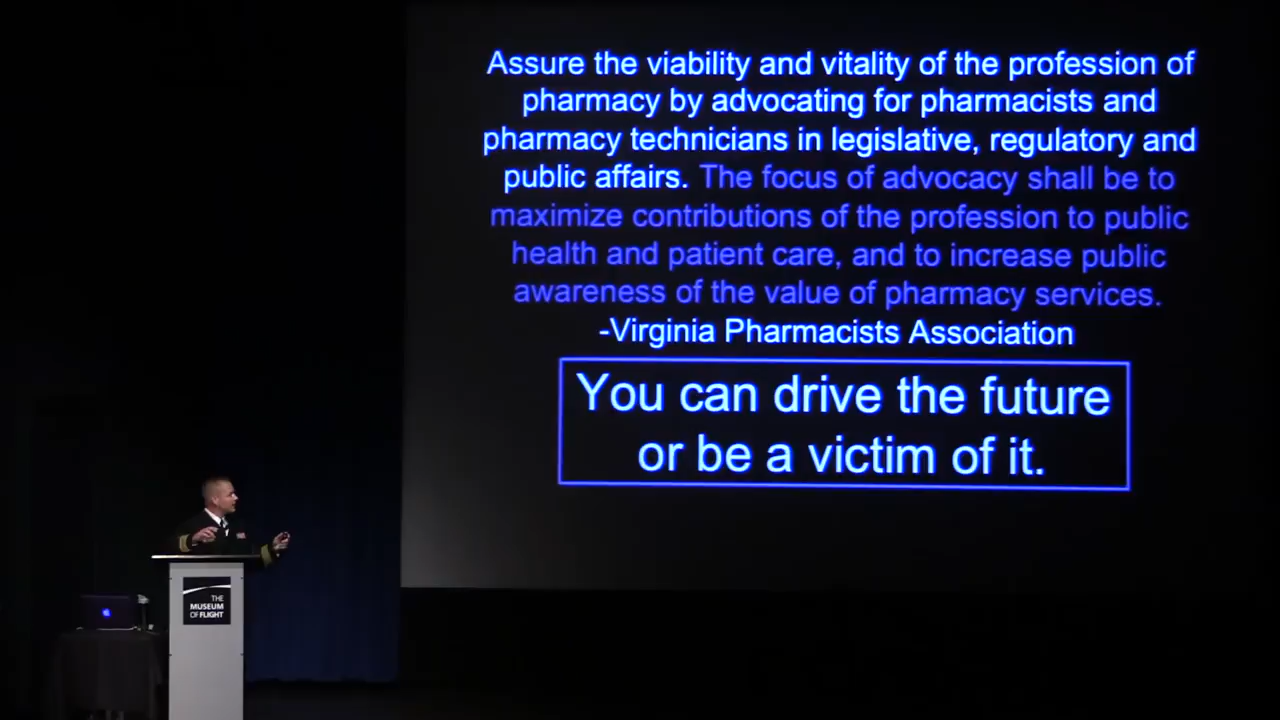 Assure the viability and vitality of the profession of
pharmacy by advocating for pharmacists and
pharmacy technicians in legislative, regulatory and
public affairs. The focus of advocacy shall be to
maximize contributions of the profession to public
health and patient care, and to increase public
awareness of the value of pharmacy services.
-Virginia Pharmacists Association
You can drive the future
or be a victim of it.
THE
MUSEUM
OF FLIGHT